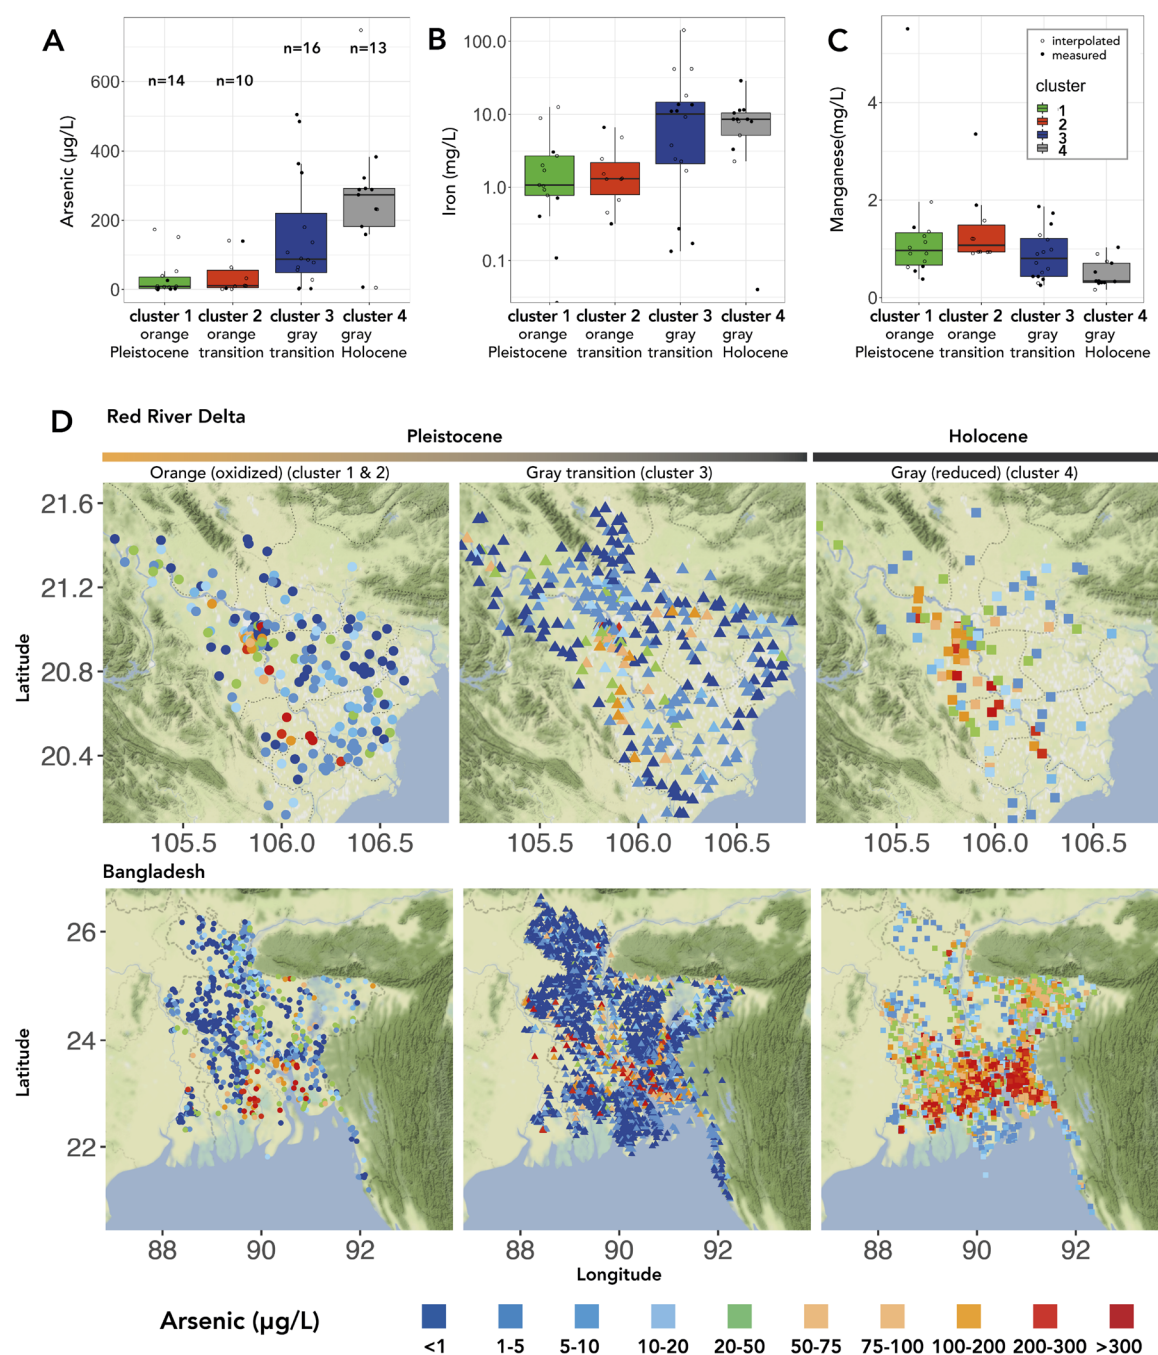 A
Arsenic (µg/L)
600
400
200
0
n=14
n=10
n=16
n=13
cluster 1 cluster 2 cluster 3 cluster 4
orange orange gray gray
Pleistocene transition transition Holocene
B
Iron (mg/L)
100.0
10.0
1.0
0.1
cluster 1 cluster 2 cluster 3 cluster 4
orange orange gray gray
Pleistocene transition transition Holocene
C
Manganese(mg/L)
4
2
0
interpolated
measured
cluster
1
2
3
4
cluster 1 cluster 2 cluster 3 cluster 4
orange orange gray gray
Pleistocene transition transition Holocene
D
Red River Delta
Pleistocene
Holocene
Orange (oxidized) (cluster 1 & 2)
Gray transition (cluster 3)
Gray (reduced) (cluster 4)
Latitude
21.6
21.2
20.8
20.4
105.5 106.0 106.5
105.5 106.0 106.5
105.5 106.0 106.5
Bangladesh
Latitude
26
24
22
88 90 92
88 90 92
88 90 92
Longitude
Arsenic (µg/L)
<1 1-5 5-10 10-20 20-50 50-75 75-100 100-200 200-300 >300